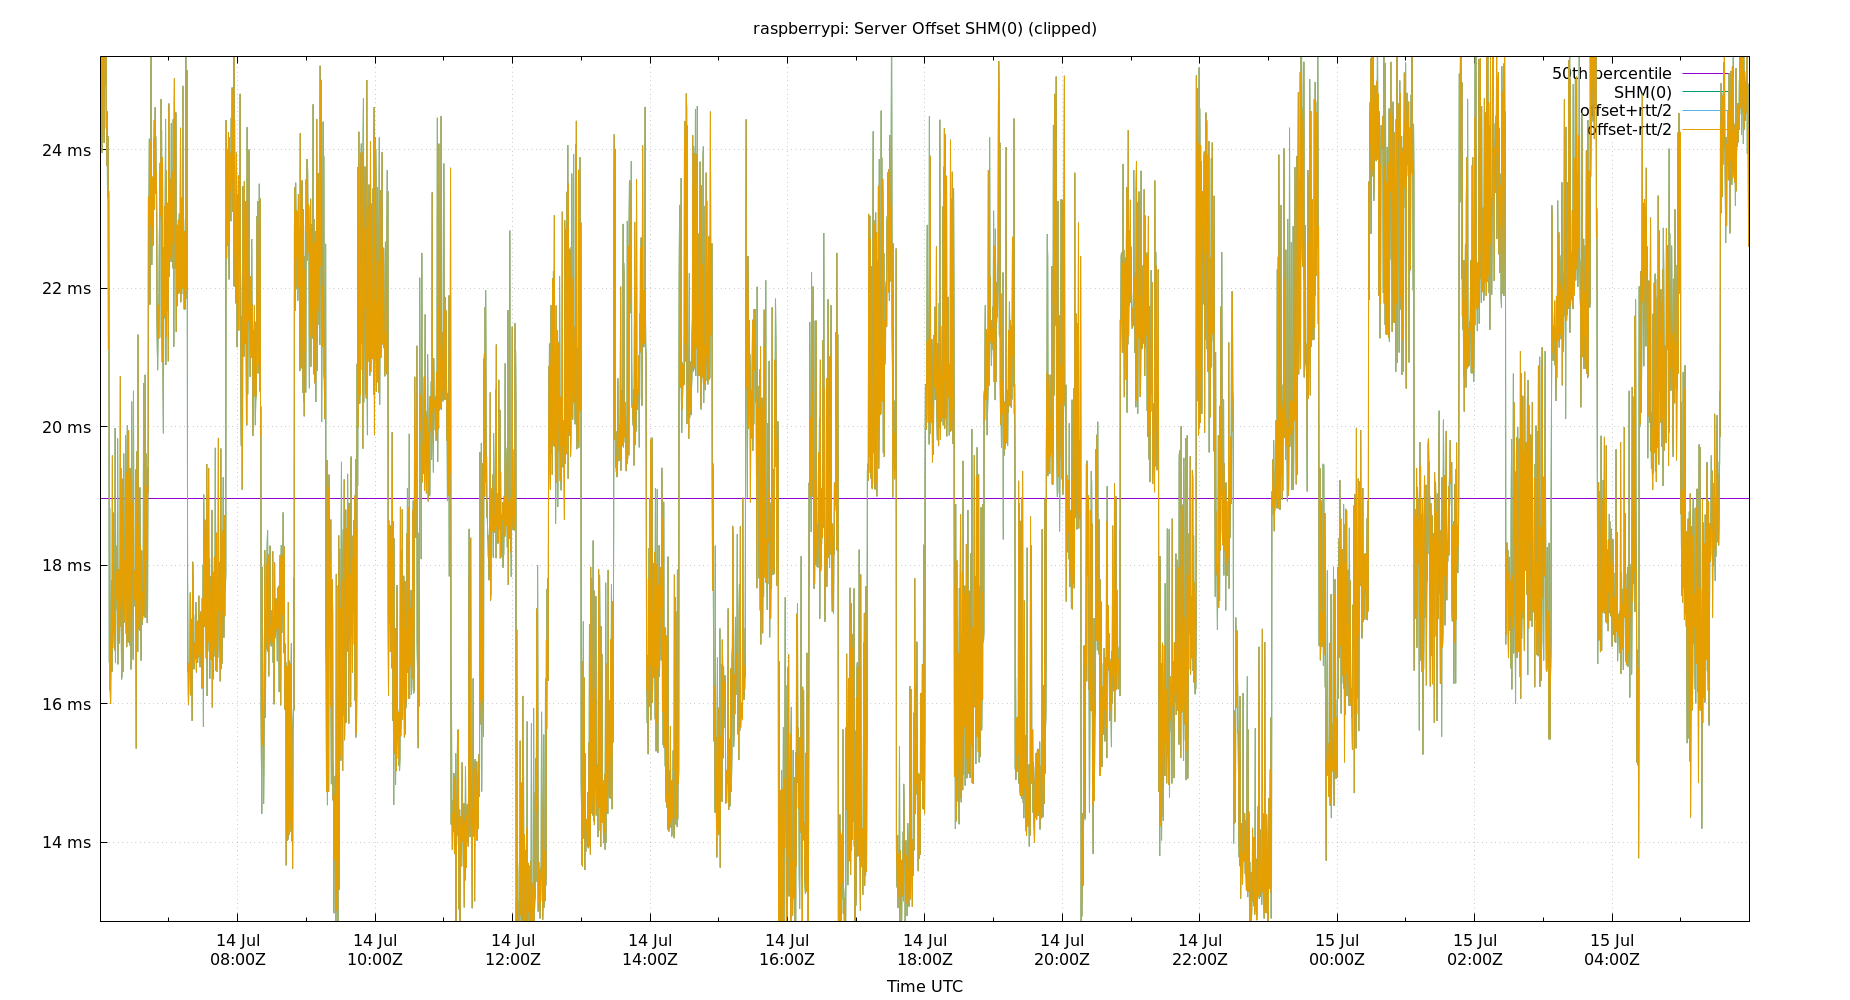 raspberrypi: Server Offset SHM(0) (clipped)
50th percentile
SHM(0)
offset+rtt/2
offset-rtt/2
24 ms
22 ms
20 ms
18 ms
16 ms
14 ms
14 Jul 14 Jul 14 Jul 14 Jul 14 Jul 14 Jul 14 Jul 14 Jul 15 Jul 15 Jul 15 Jul
08:00Z 10:00Z 12:00Z 14:00Z 16:00Z 18:00Z 20:00Z 22:00Z 00:00Z 02:00Z 04:00Z
Time UTC